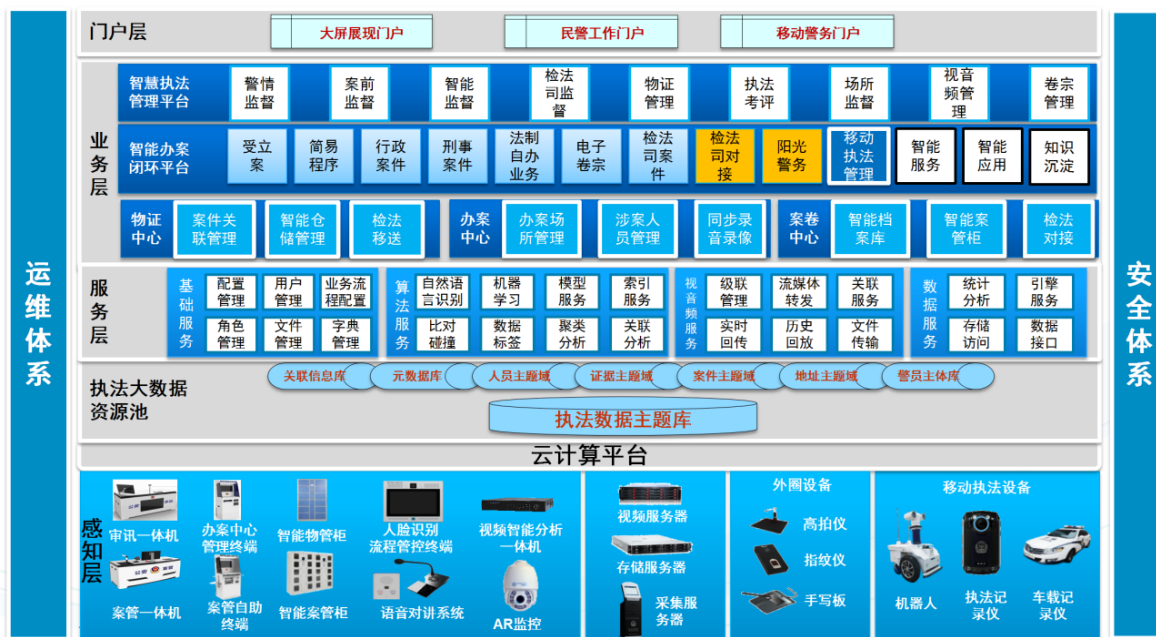 运维体系
安全体系
门户层
大屏展现门户
民警工作门户
移动警务门户
业务层
智慧执法
管理平台
警情
监督
案前
监督
智能
监督
检法
司监
督
物证
管理
执法
考评
场所
监督
视音
频管
理
卷宗
管理
智能办案
闭环平台
受立
案
简易
程序
行政
案件
刑事
案件
法制
自办
业务
电子
卷宗
检法
司案
件
检法
司对
接
阳光
警务
移动
执法
管理
智能
服务
智能
应用
知识
沉淀
物证
中心
案件关
联管理
智能仓
储管理
检法
移送
办案
中心
办案场
所管理
涉案人
员管理
同步录
音录像
案卷
中心
智能档
案库
智能案
管柜
检法
对接
服务层
基础服务
配置
管理
用户
管理
业务流
程配置
角色
管理
文件
管理
字典
管理
算法服务
自然语
言识别
机器
学习
模型
服务
索引
服务
比对
碰撞
数据
标签
聚类
分析
关联
分析
视音频服务
级联
管理
流媒体
转发
关联
服务
实时
回传
历史
回放
文件
传输
数据服务
统计
分析
引擎
服务
存储
访问
数据
接口
执法大数据
资源池
关联信息库
元数据库
人员主题域
证据主题域
案件主题域
地址主题域
警员主体库
执法数据主题库
云计算平台
感知层
审讯一体机
办案中心
管理终端
智能物管柜
人脸识别
流程管控终端
视频智能分析
一体机
案管一体机
案管自助
终端
智能案管柜
语音对讲系统
AR监控
视频服务器
存储服务器
采集服
务器
外圈设备
高拍仪
指纹仪
手写板
移动执法设备
机器人
执法记
录仪
车载记
录仪